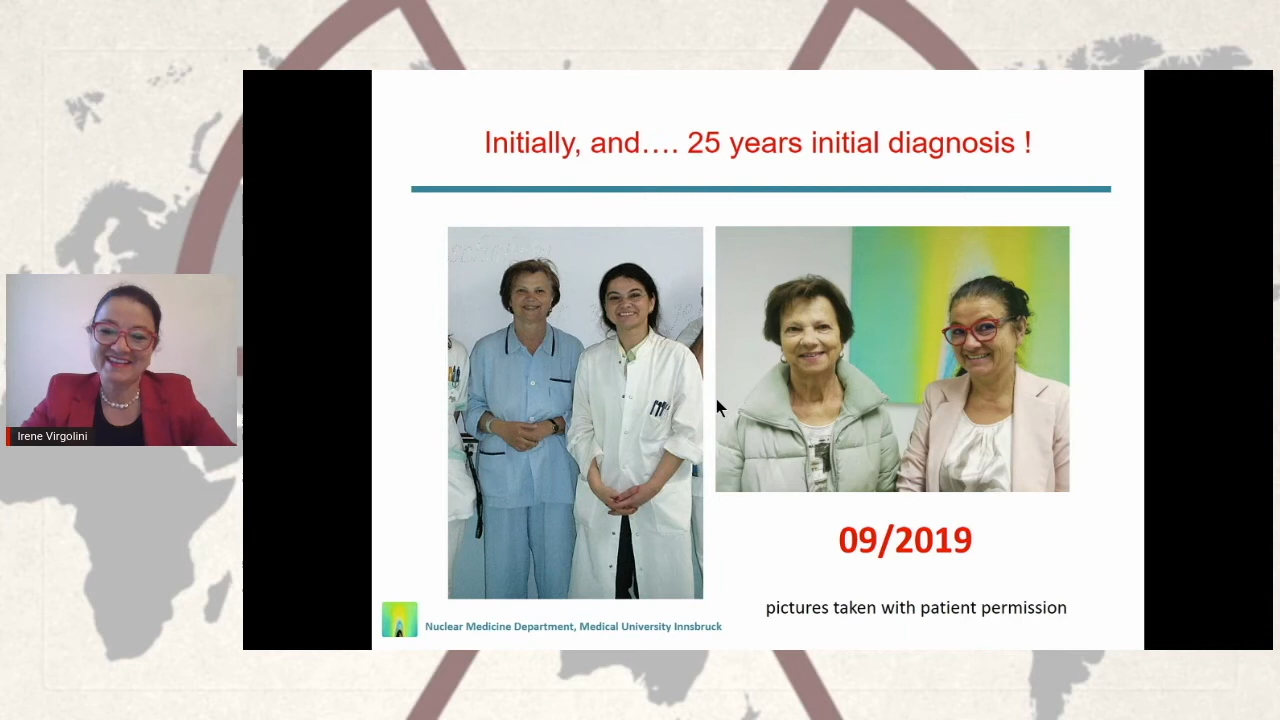 Initially, and…. 25 years initial diagnosis !
Irene Virgolini
09/2019
pictures taken with patient permission
Nuclear Medicine Department, Medical University Innsbruck